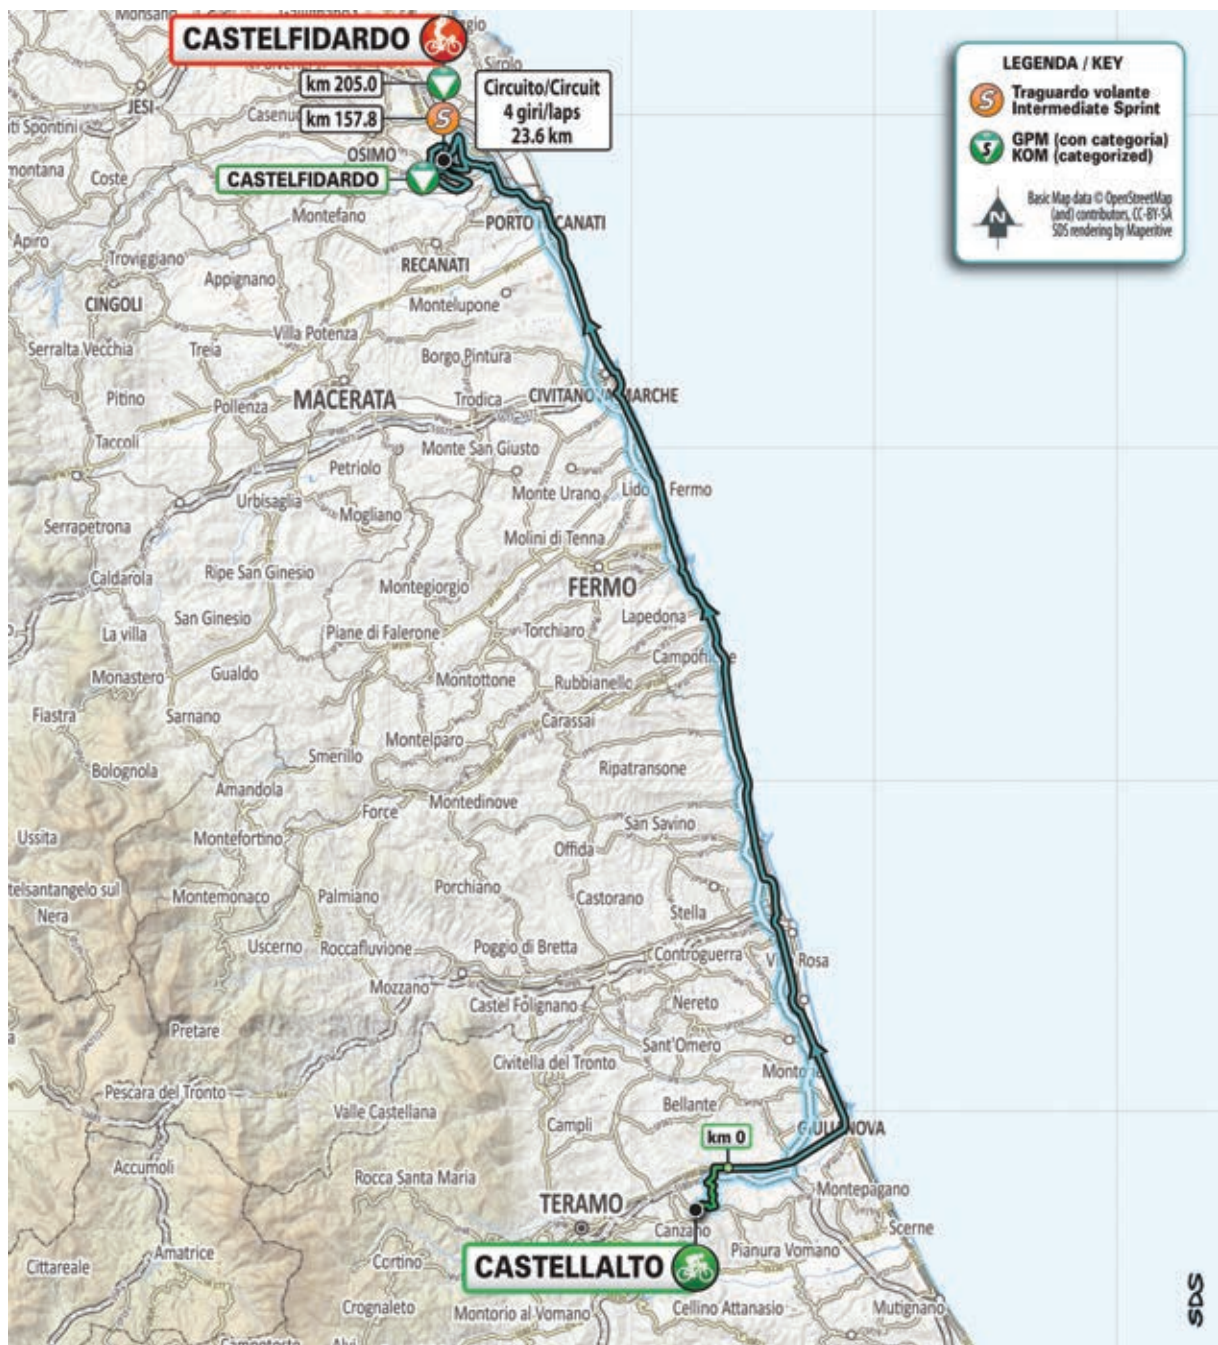 CASTELFIDARDO
km 205.0
km 157.8
Circuito/Circuit
4 giri/laps
23.6 km
CASTELFIDARDO
LEGENDA / KEY
Traguardo volante
Intermediate Sprint
GPM (con categoria)
KOM (categorized)
Basic Map data © OpenStreetMap
(and) contributors, CC-BY-SA
SDS rendering by Maperitive
N
S
S
Sirolo
JESI
OSIMO
Coste
Montefano
Apiro
Troviggiano
Appignano
RECANATI
CINGOLI
Montelupone
Villa Potenza
Serralta Vecchia
Treia
Borgo Pintura
Pitino
Pollenza
MACERATA
Trodica
Taccoli
Monte San Giusto
Petriolo
Urbisaglia
Monte Urano
Lido
Fermo
Mogliano
Serrapetrona
Molini di Tenna
Caldarola
Ripe San Ginesio
Montegiorgio
FERMO
San Ginesio
Lapedona
La villa
Piane di Falerone
Torchiaro
Monastero
Gualdo
Montottone
Rubbianello
Fiastra
Sarnano
Carassai
Montelparo
Smerillo
Bolognola
Ripatransone
Amandola
Force
Montedinove
San Savino
Ussita
Montefortino
Offida
Porchiano
Montemonaco
Palmiano
Castorano
Nera
Stella
Uscerno
Roccafluvione
Poggio di Bretta
Controguerra
Rosa
Mozzano
Castel Folignano
Nereto
Pretare
Sant'Omero
Civitella del Tronto
Pescara del Tronto
Valle Castellana
Bellante
Campli
km 0
Accumoli
Rocca Santa Maria
TERAMO
Montepagano
Canzano
Scerne
Amatrice
Cortino
Pianura Vomano
Cittareale
CASTELLALTO
Crognaleto
Montorio al Vomano
Cellino Attanasio
Mutignano
SDS